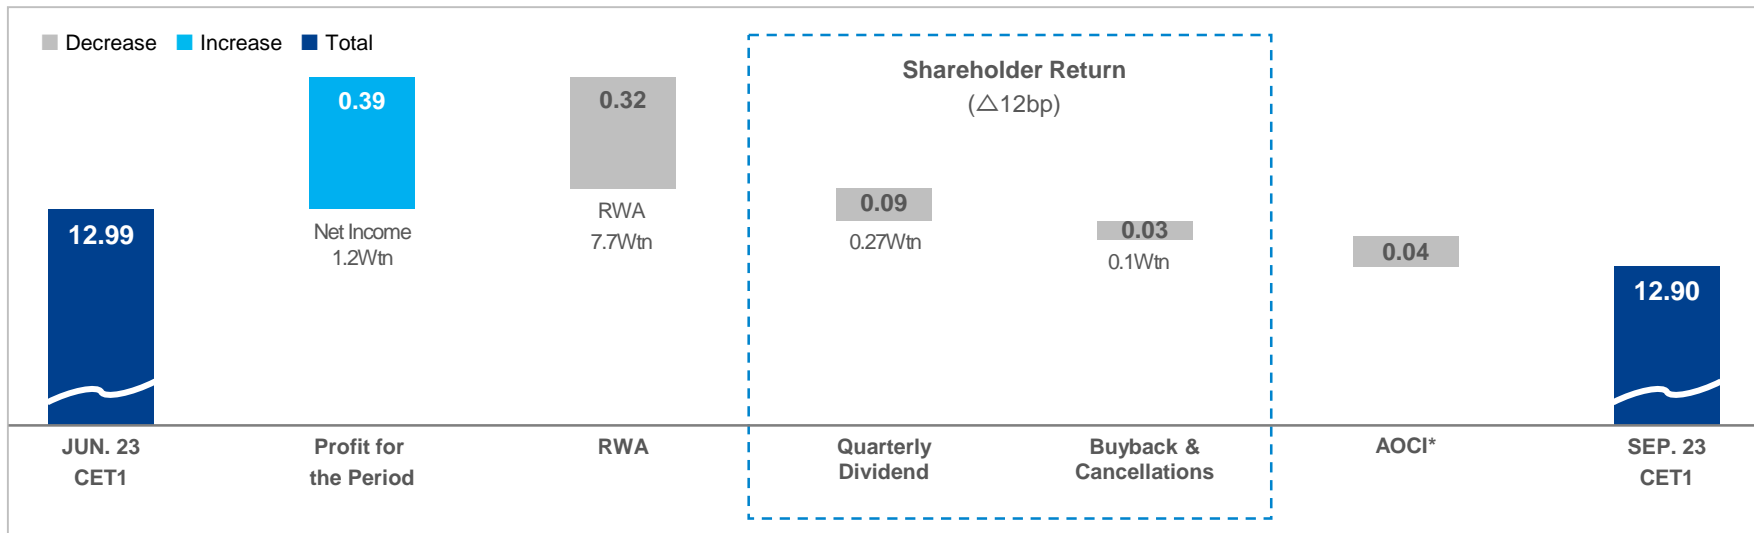 Decrease Increase Total
Shareholder Return
(△12bp)
12.99
0.39
Net Income
1.2Wtn
0.32
RWA
7.7Wtn
0.09
0.27Wtn
0.03
0.1Wtn
0.04
12.90
JUN. 23
CET1
Profit for
the Period
RWA
Quarterly
Dividend
Buyback &
Cancellations
AOCI*
SEP. 23
CET1